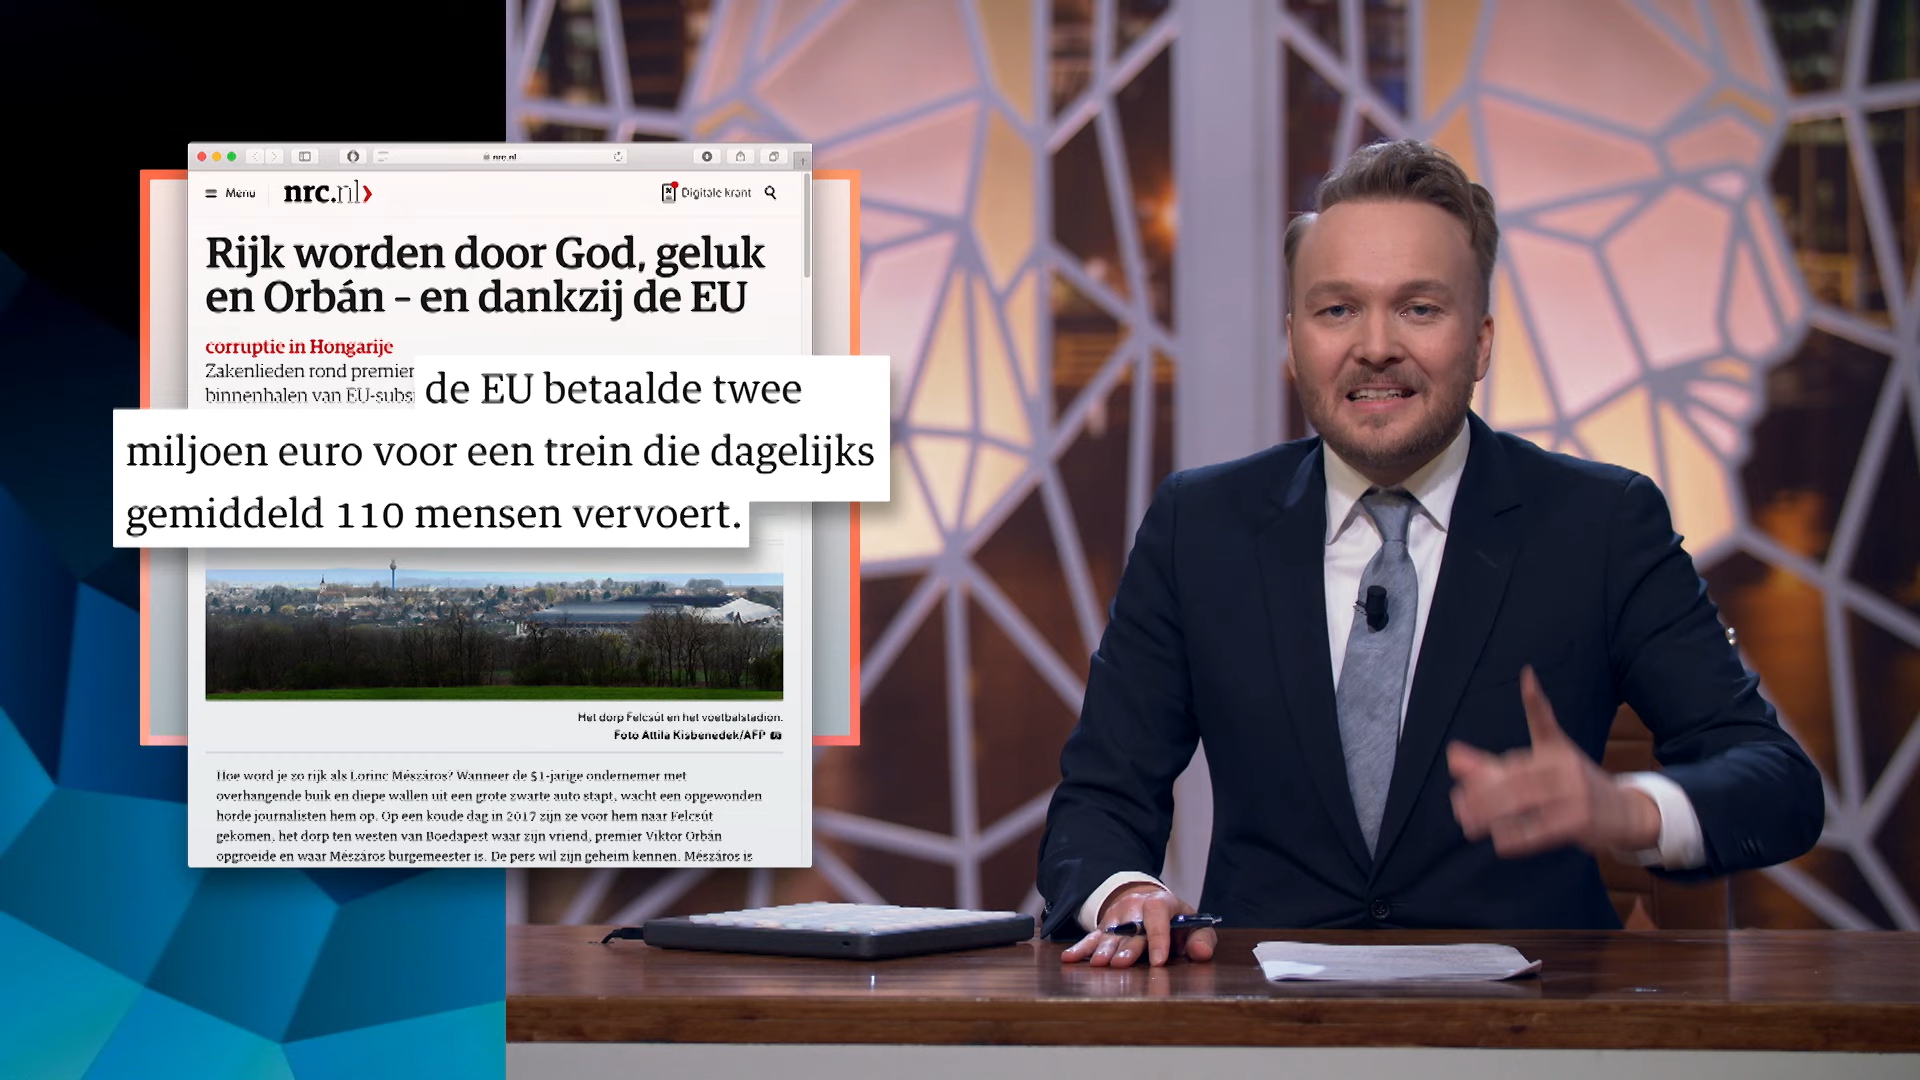 nrc.nl
Menu nrc.nl Digitale krant
Rijk worden door God, geluk
en Orbán – en dankzij de EU
corruptie in Hongarije
Zakenlieden rond premier
binnenhalen van EU-subs
de EU betaalde twee
miljoen euro voor een trein die dagelijks
gemiddeld 110 mensen vervoert.
Het dorp Felcsút en het voetbalstadion.
Foto Attila Kisbenedek/AFP
Hoe word je zo rijk als Lorinc Mészáros? Wanneer de 51-jarige ondernemer met
overhangende buik en diepe wallen uit een grote zwarte auto stapt, wacht een opgewonden
horde journalisten hem op. Op een koude dag in 2017 zijn ze voor hem naar Felcsút
gekomen, het dorp ten westen van Boedapest waar zijn vriend, premier Viktor Orbán
opgroeide en waar Mészáros burgemeester is. De pers wil zijn geheim kennen. Mészáros is